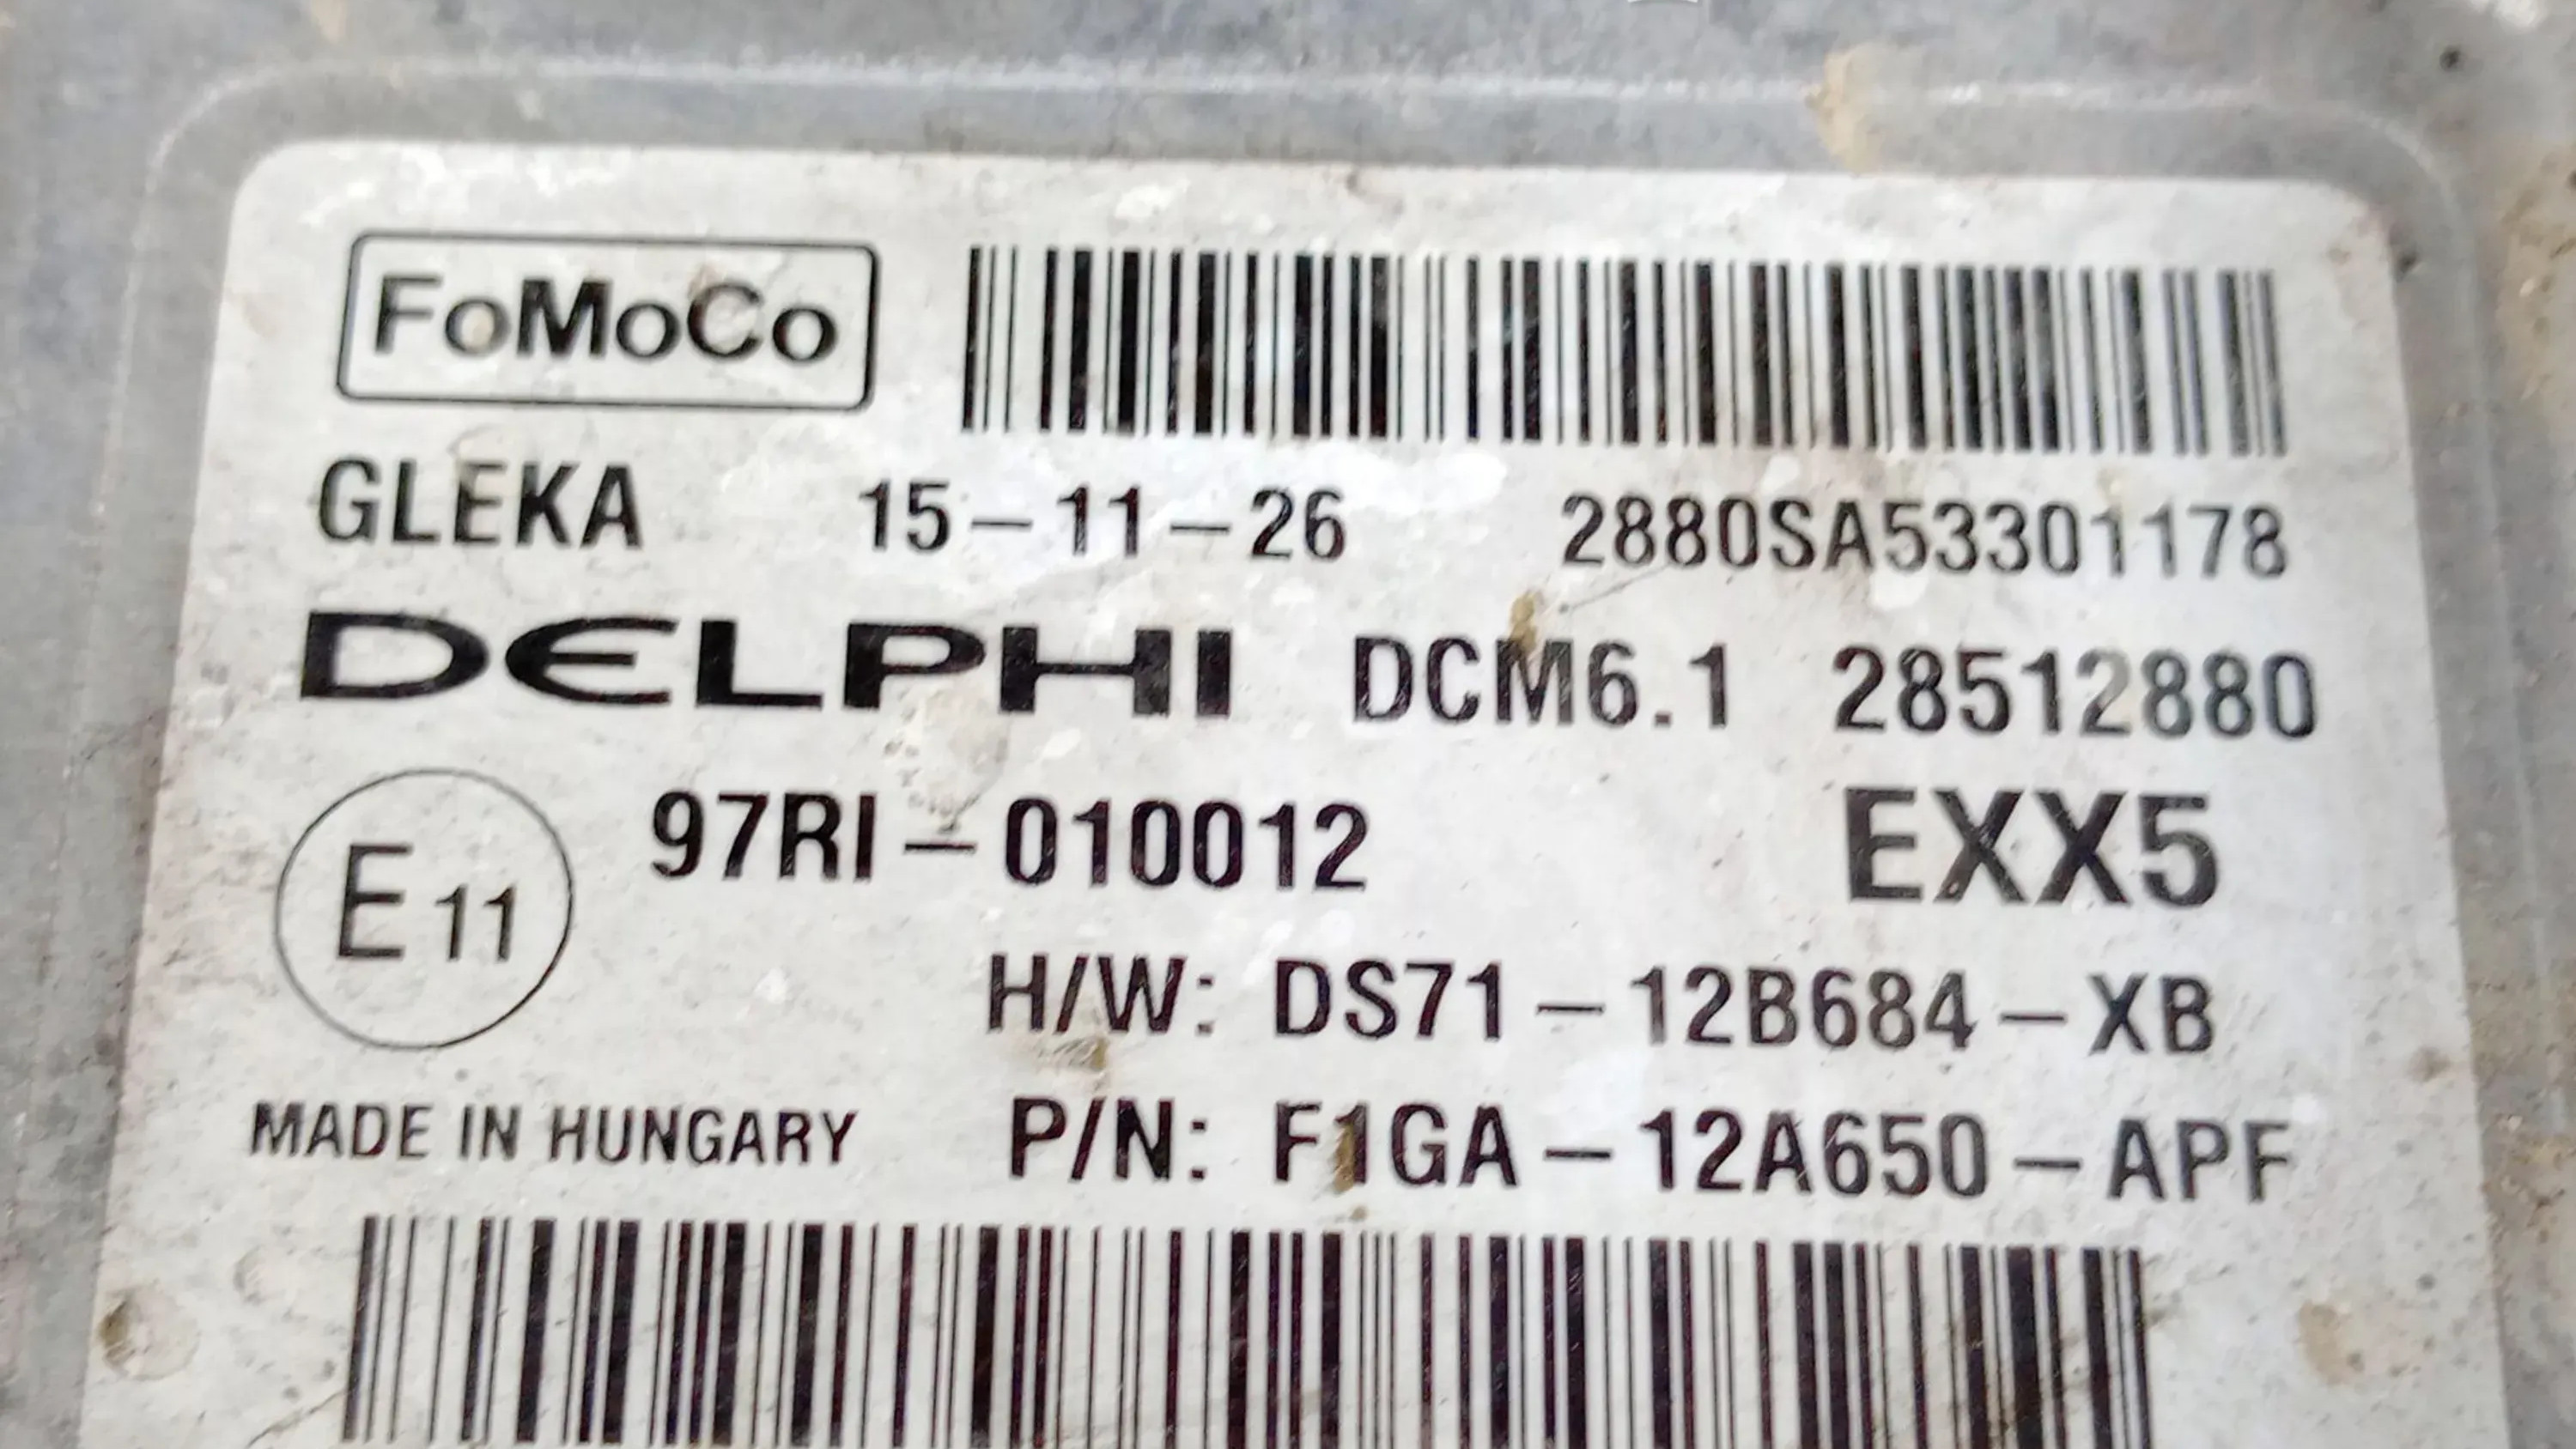 FoMoCo
GLEKA 15-11-26 2880SA53301178
DELPHI DCM6.1 28512880
E11 97RI-010012 EXX5
H/W: DS71-12B684-XB
MADE IN HUNGARY P/N: F1GA-12A650-APF